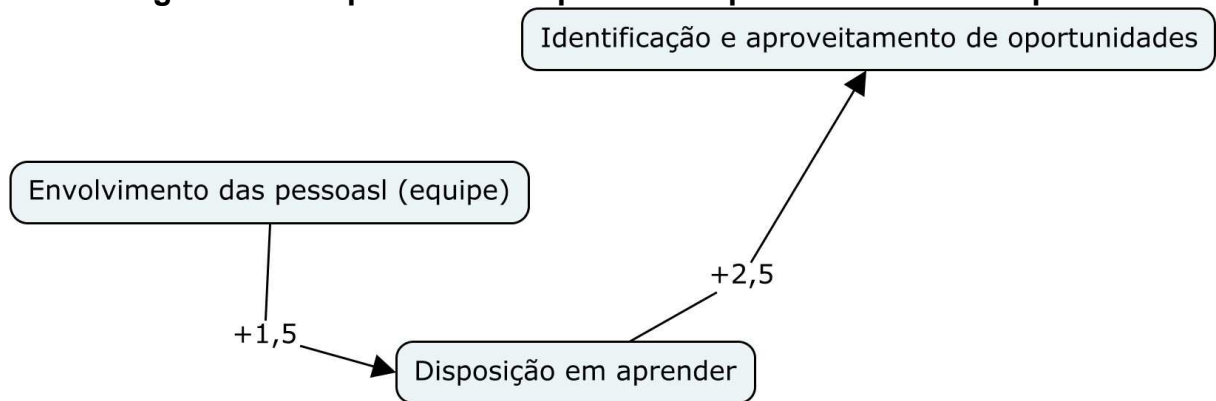 Identificação e aproveitamento de oportunidades
Envolvimento das pessoasl (equipe)
+2,5
+1,5
Disposição em aprender